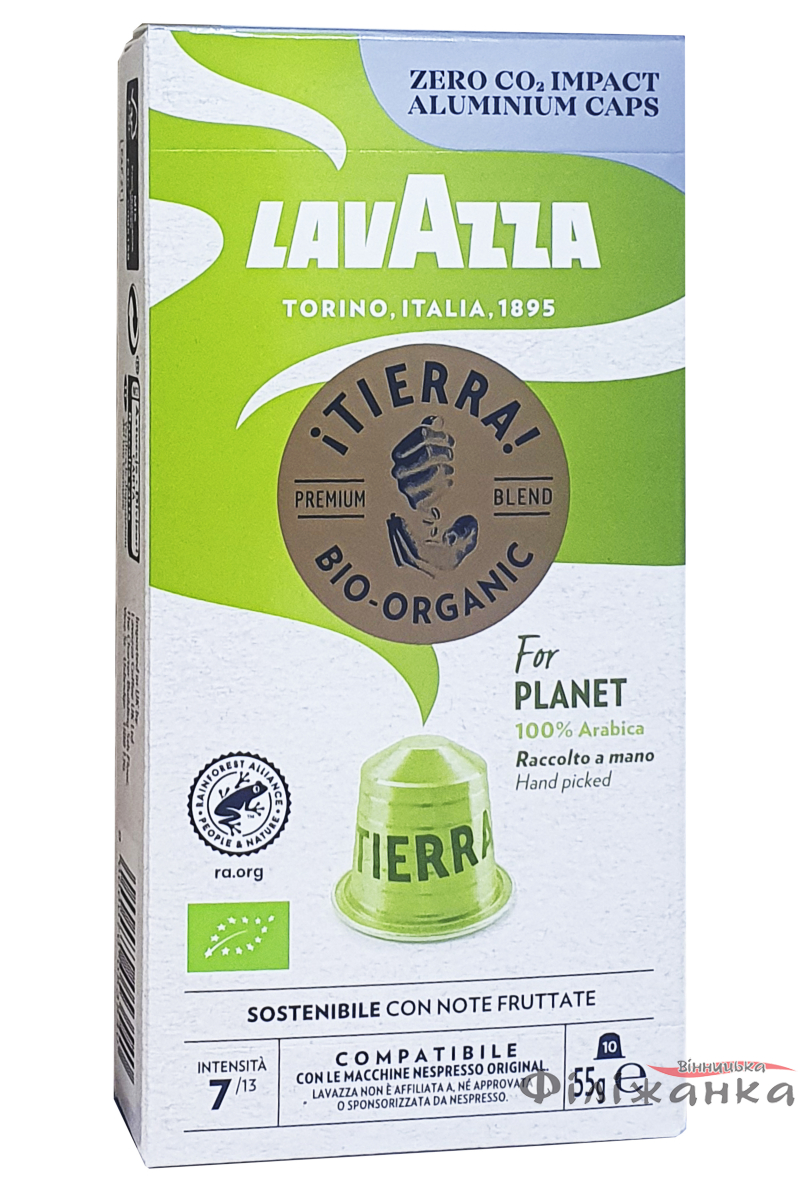 ZERO CO₂ IMPACT
ALUMINIUM CAPS
LAVAZZA
TORINO, ITALIA, 1895
¡TIERRA!
PREMIUM
BLEND
BIO-ORGANIC
For
PLANET
100% Arabica
Raccolto a mano
Hand picked
TIERRA
RAINFOREST ALLIANCE
PEOPLE & NATURE
ra.org
SOSTENIBILE CON NOTE FRUTTATE
INTENSITÀ
7/13
COMPATIBILE
CON LE MACCHINE NESPRESSO ORIGINAL.
LAVAZZA NON È AFFILIATA A, NÉ APPROVATA
O SPONSORIZZATA DA NESPRESSO.
10
55g ℮
Вінницька
Філіжанка